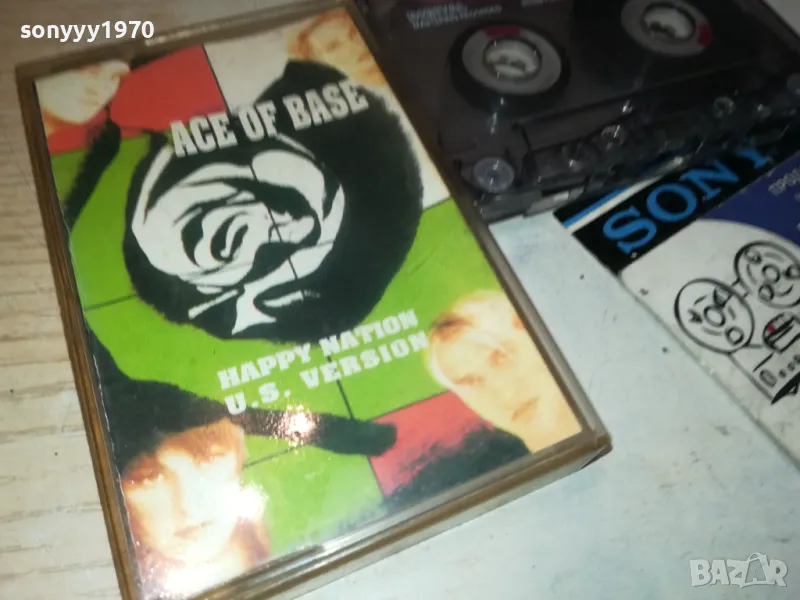 sonyyy1970
ACE OF BASE
HAPPY NATION
U.S. VERSION
SONY
BAZAR